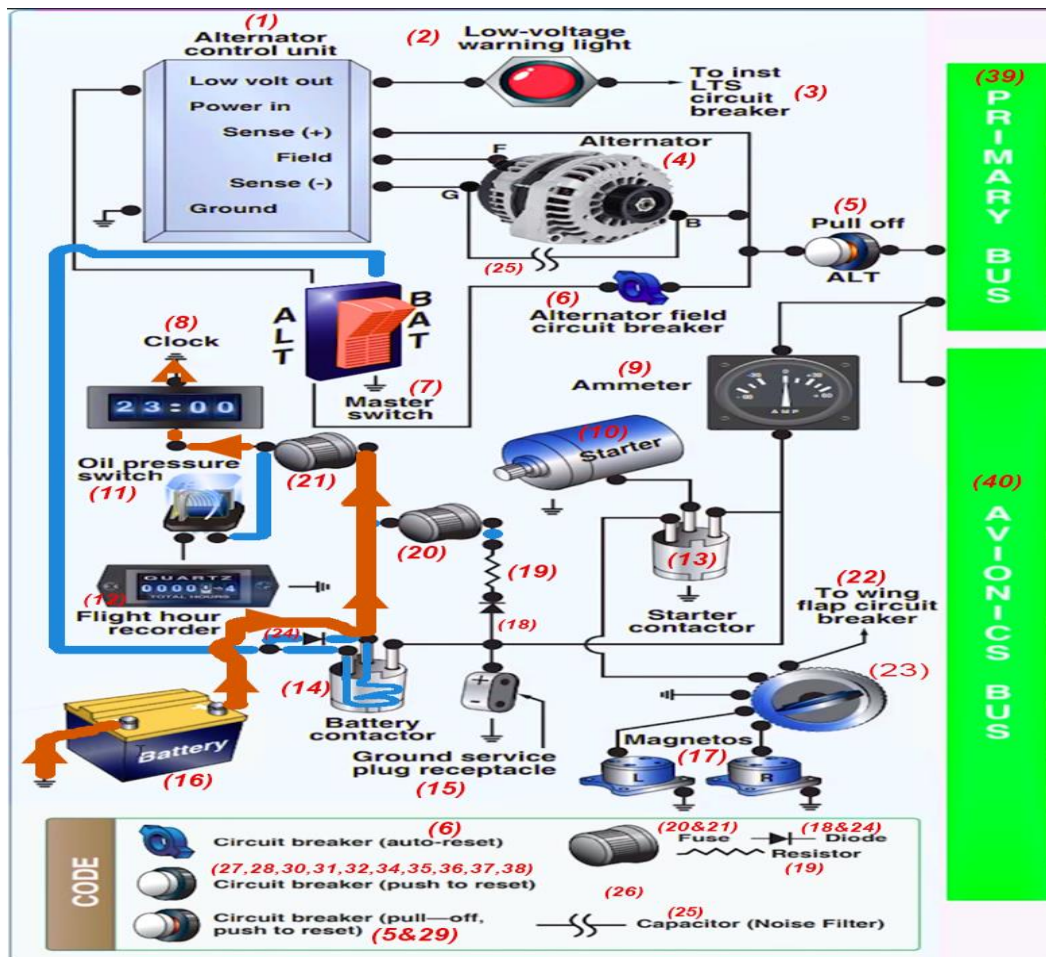 (1)
Alternator
control unit
Low volt out
Power in
Sense (+)
Field
Sense (-)
Ground
(2)
Low-voltage
warning light
To inst
LTS
circuit
breaker
(3)
Alternator
(4)
F
G
B
(25)
(5)
Pull off
ALT
(6)
Alternator field
circuit breaker
ALT
BAT
(7)
Master
switch
(8)
Clock
23:00
(9)
Ammeter
-30
0
+30
-60
+60
AMP
(10)
Starter
Oil pressure
switch
(11)
(21)
(20)
(19)
(18)
(13)
Starter
contactor
QUARTZ
TOTAL HOURS
(12)
Flight hour
recorder
(24)
(14)
Battery
contactor
+
-
Ground service
plug receptacle
(15)
Battery
(16)
(22)
To wing
flap circuit
breaker
(23)
Magnetos
(17)
L
R
(39)
PRIMARY BUS
(40)
AVIONICS BUS
CODE
(6)
Circuit breaker (auto-reset)
(27,28,30,31,32,34,35,36,37,38)
Circuit breaker (push to reset)
Circuit breaker (pull—off,
push to reset) (5&29)
(20&21)
Fuse
(18&24)
Diode
Resistor
(19)
(26)
(25)
Capacitor (Noise Filter)